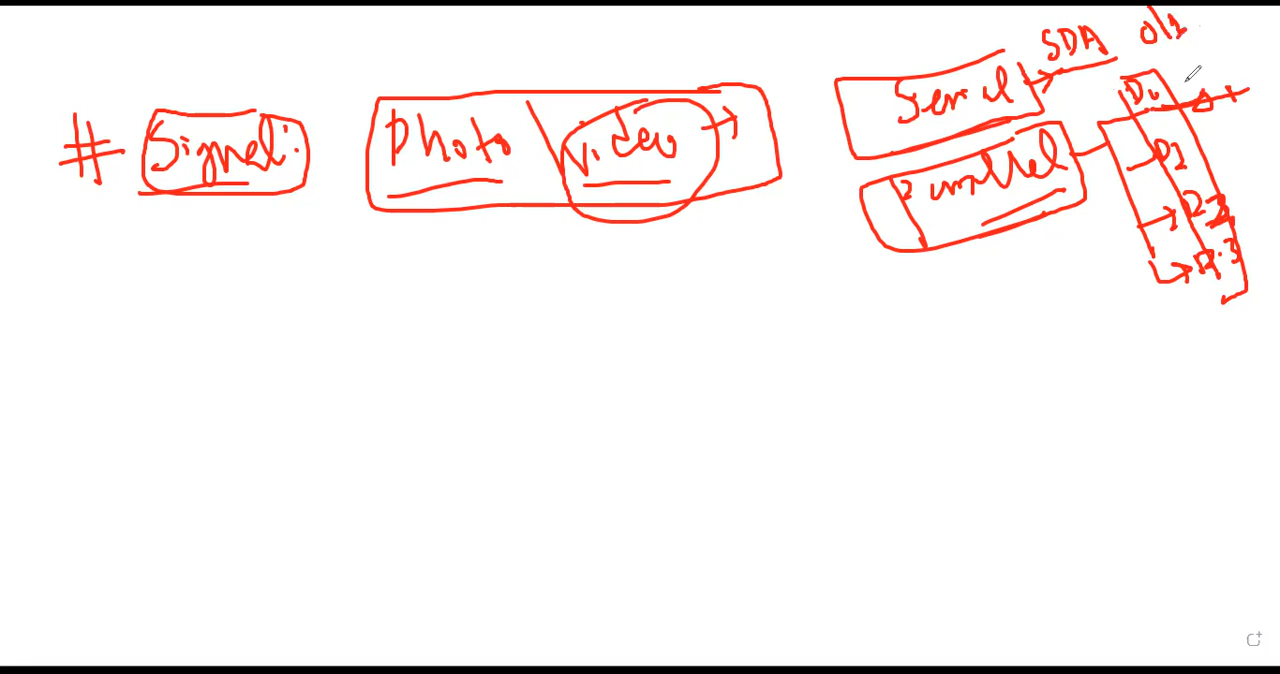 # Signal:
Photo \ Video →
Serial → SDA 0/1
Parallel
D0
D1
D2
D3